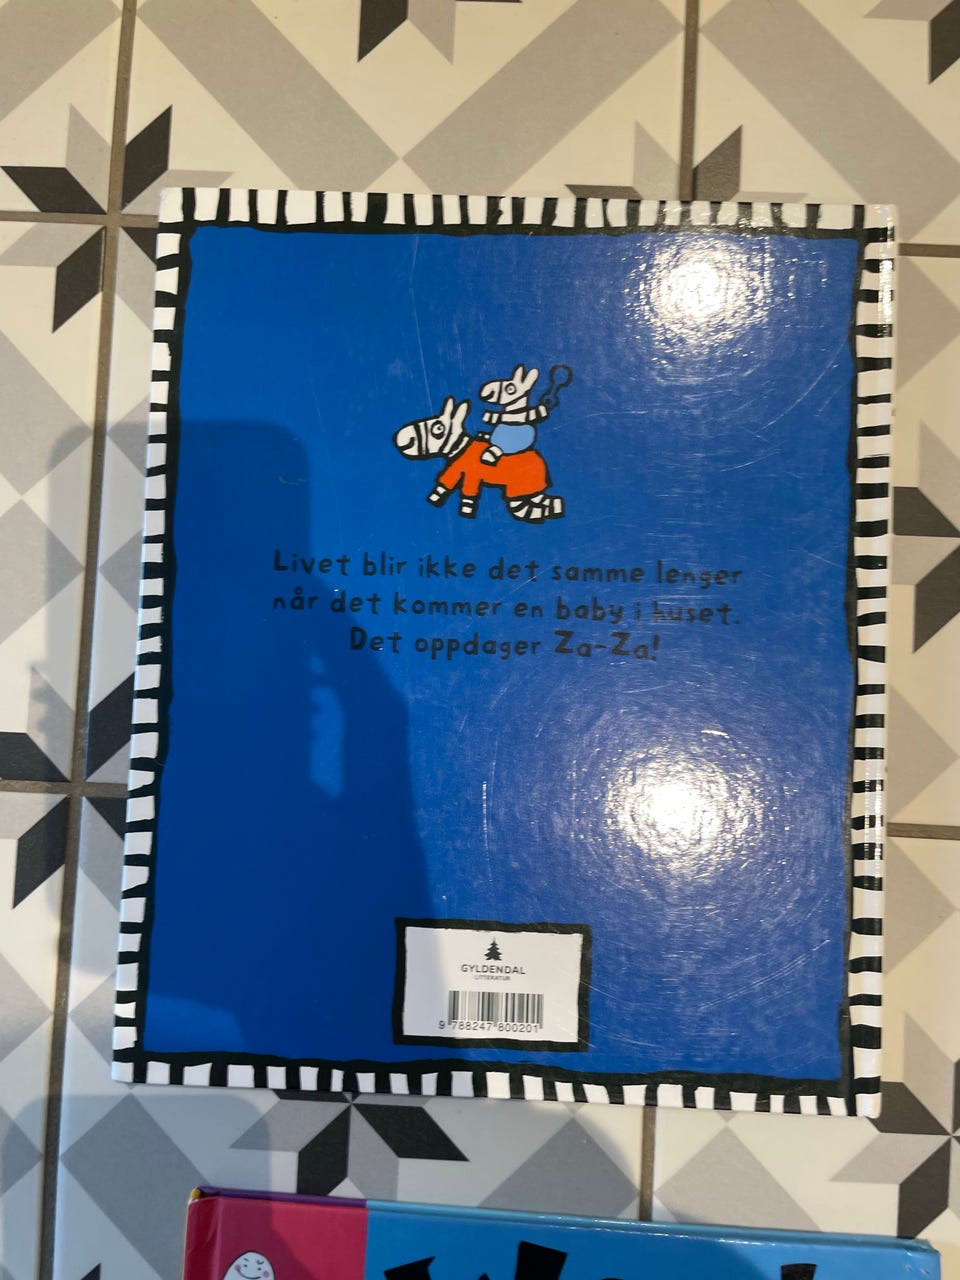 Livet blir ikke det samme lenger
når det kommer en baby i huset.
Det oppdager Za-Za!
GYLDENDAL
LITTERATUR
9 788247 800201